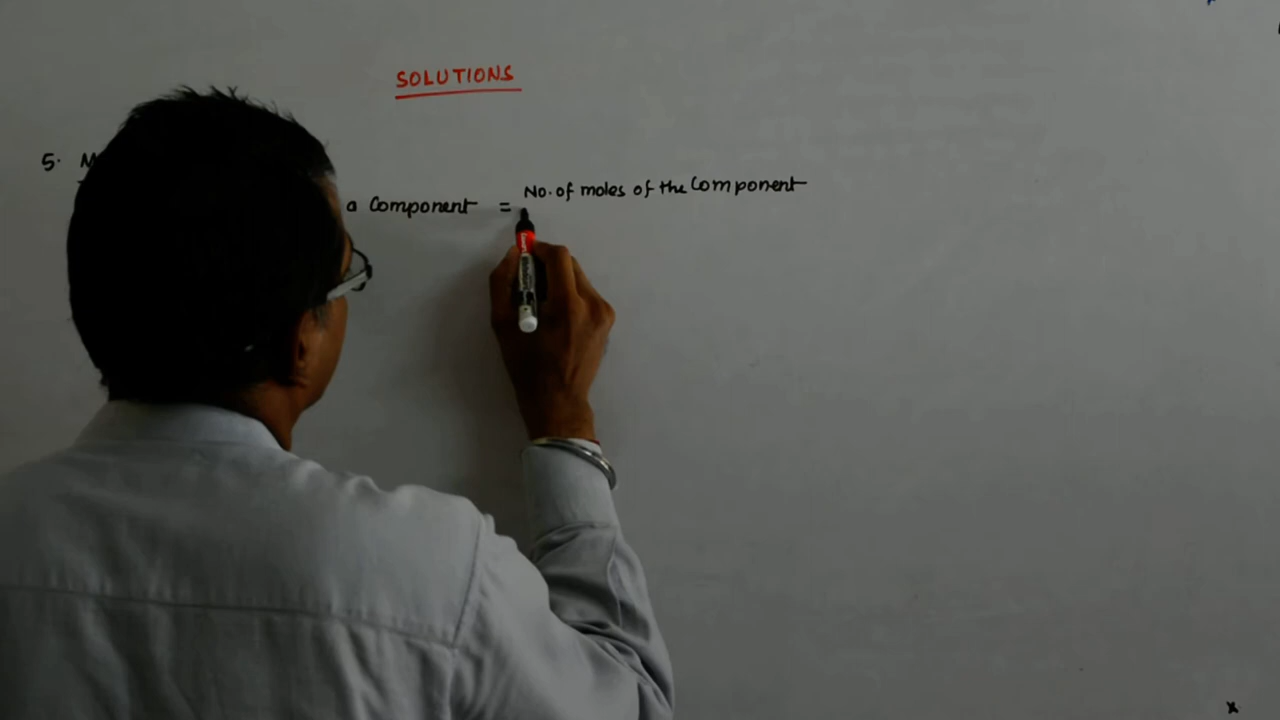 SOLUTIONS
5. M
No. of moles of the Component
a Component =
x